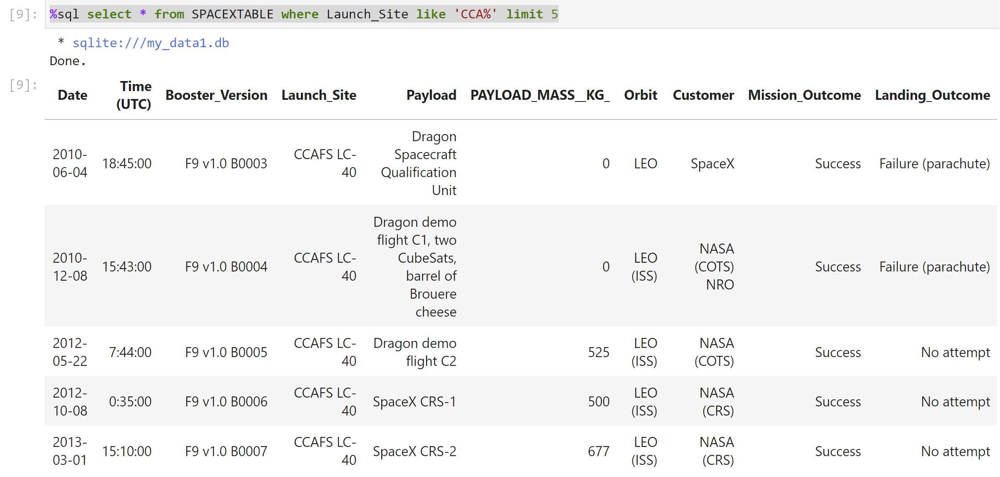 [9]: %sql select * from SPACEXTABLE where Launch_Site like 'CCA%' limit 5
* sqlite:///my_data1.db
Done.
[9]:
Date Time (UTC) Booster_Version Launch_Site Payload PAYLOAD_MASS__KG_ Orbit Customer Mission_Outcome Landing_Outcome
2010-06-04 18:45:00 F9 v1.0 B0003 CCAFS LC-40 Dragon Spacecraft Qualification Unit 0 LEO SpaceX Success Failure (parachute)
2010-12-08 15:43:00 F9 v1.0 B0004 CCAFS LC-40 Dragon demo flight C1, two CubeSats, barrel of Brouere cheese 0 LEO (ISS) NASA (COTS) NRO Success Failure (parachute)
2012-05-22 7:44:00 F9 v1.0 B0005 CCAFS LC-40 Dragon demo flight C2 525 LEO (ISS) NASA (COTS) Success No attempt
2012-10-08 0:35:00 F9 v1.0 B0006 CCAFS LC-40 SpaceX CRS-1 500 LEO (ISS) NASA (CRS) Success No attempt
2013-03-01 15:10:00 F9 v1.0 B0007 CCAFS LC-40 SpaceX CRS-2 677 LEO (ISS) NASA (CRS) Success No attempt